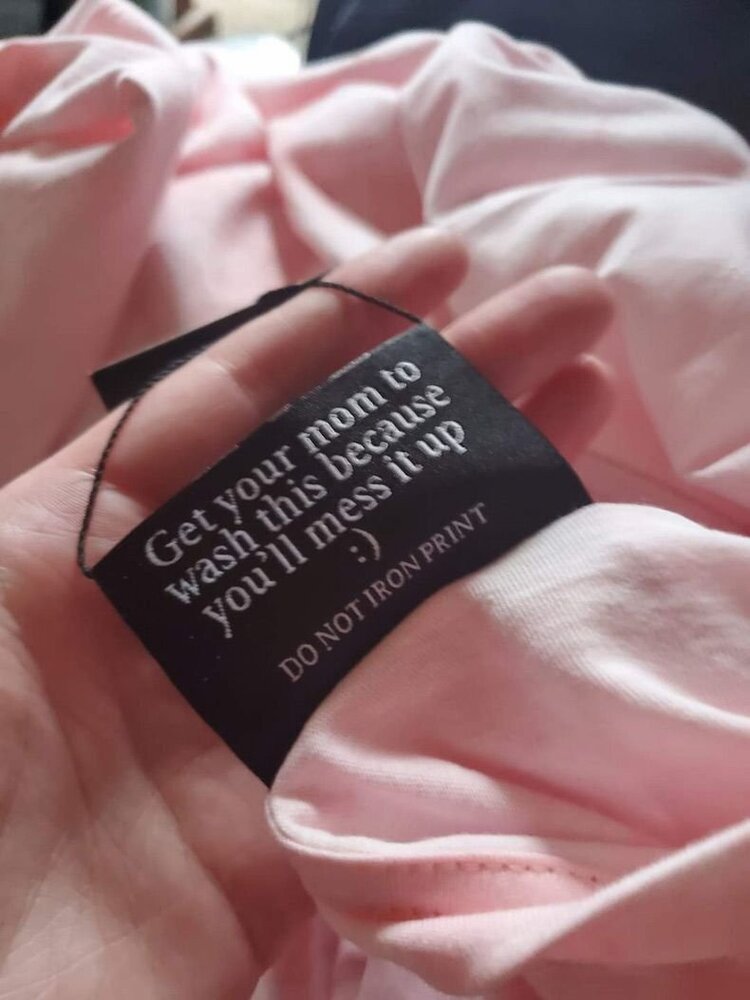 Get your mom to
wash this because
you'll mess it up
:)
DO NOT IRON PRINT